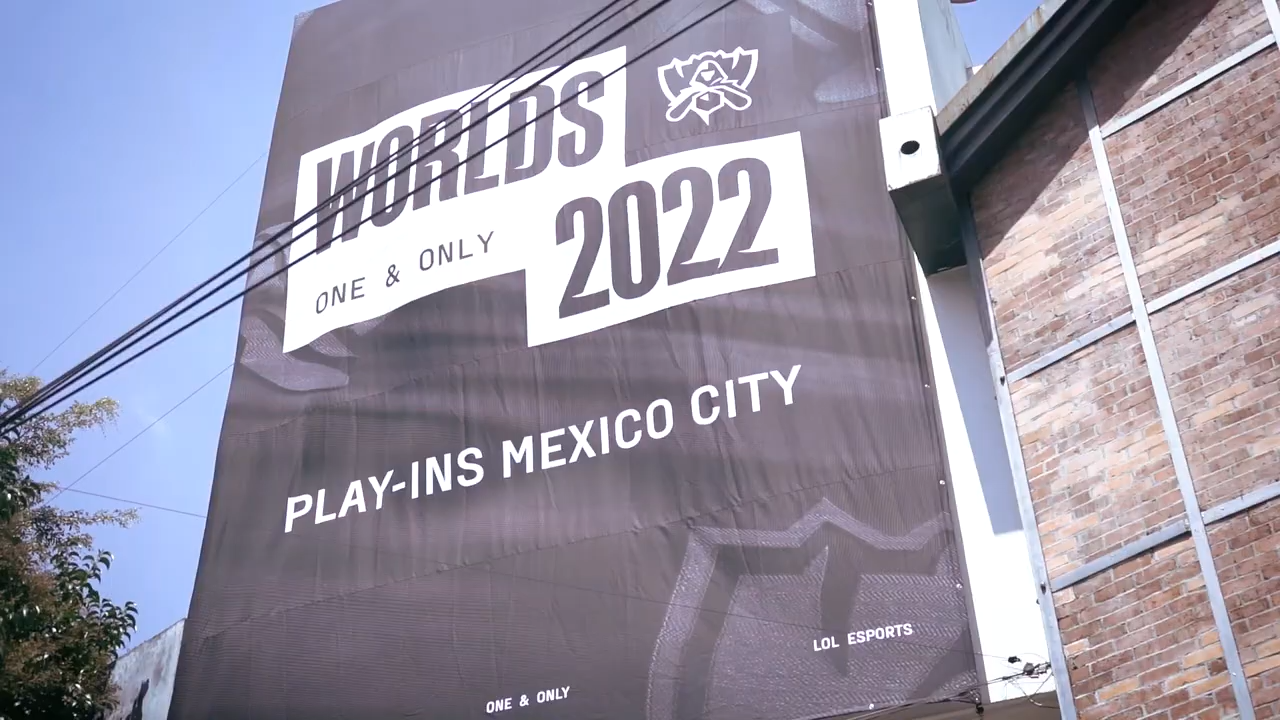 WORLDS
ONE & ONLY
2022
PLAY-INS MEXICO CITY
LOL ESPORTS
ONE & ONLY